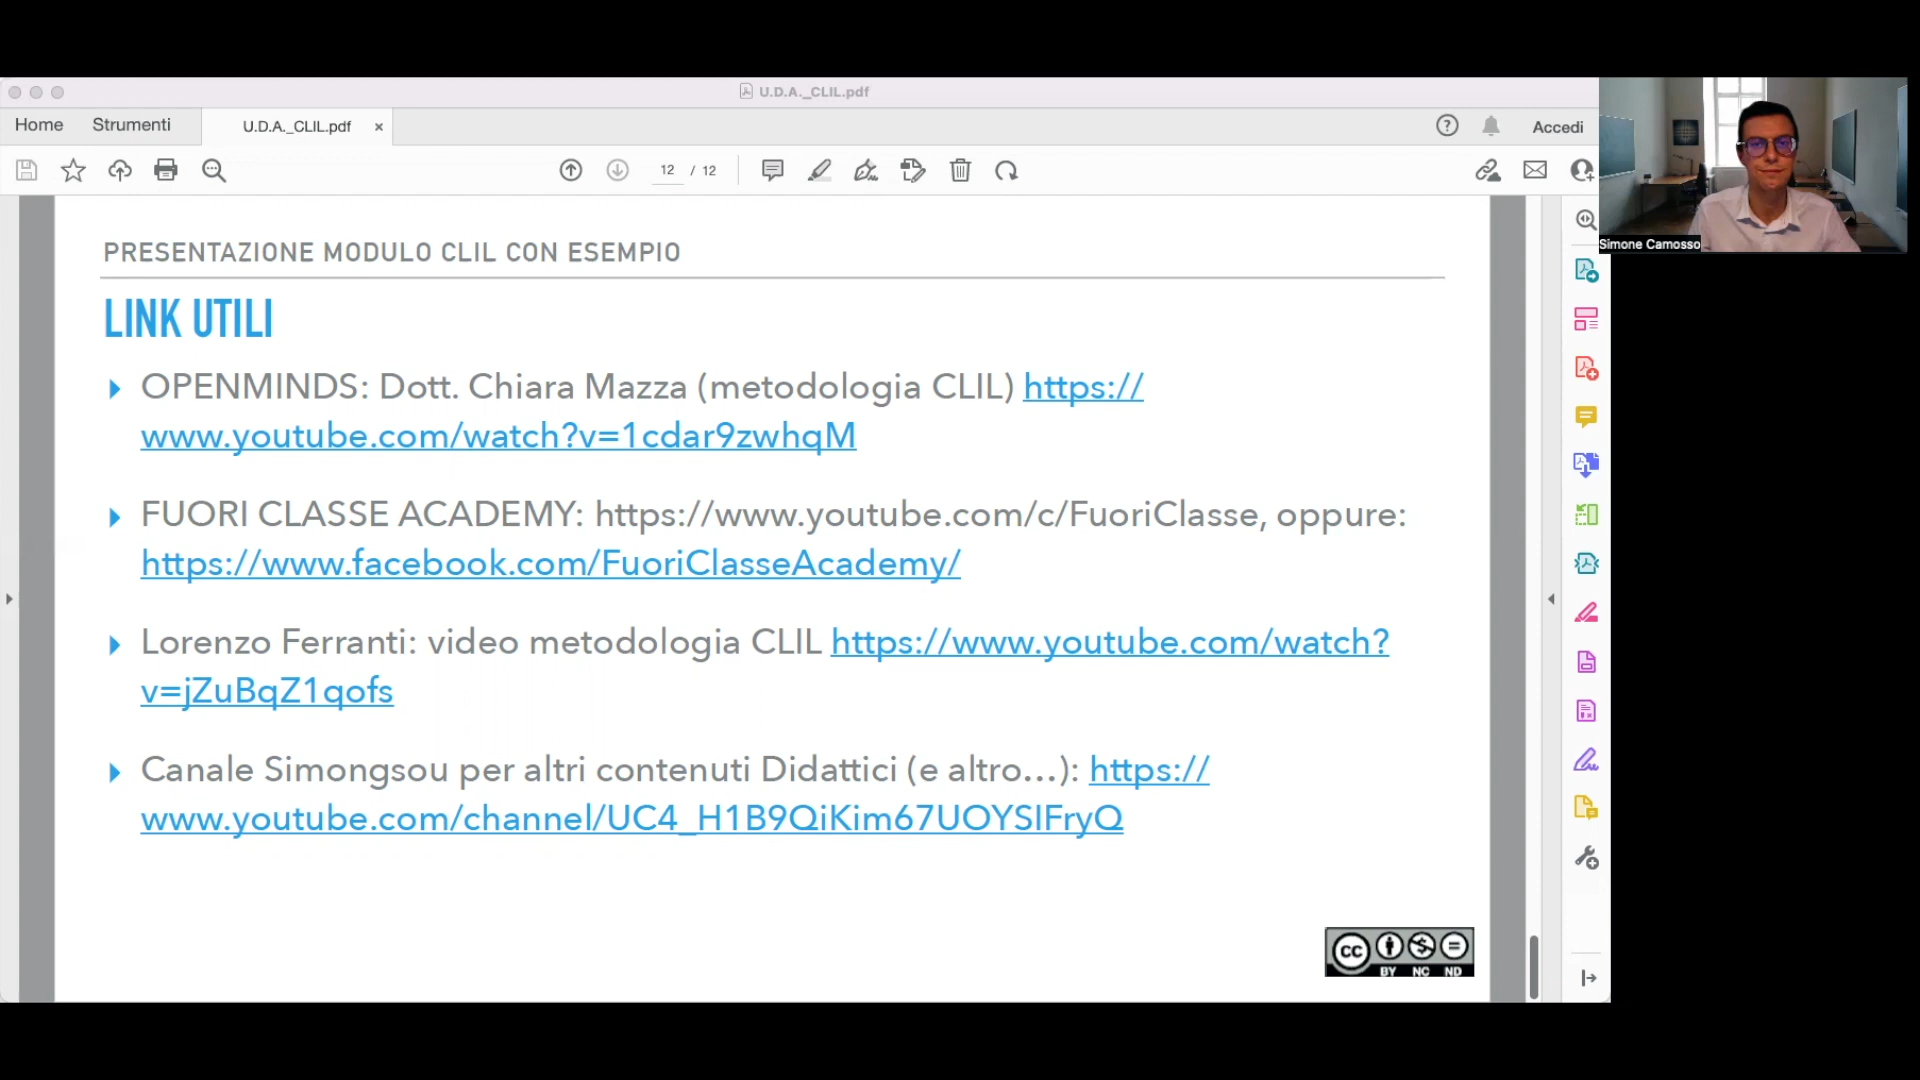 U.D.A._CLIL.pdf
Home Strumenti U.D.A._CLIL.pdf × Accedi
12 / 12
Simone Camosso
PRESENTAZIONE MODULO CLIL CON ESEMPIO
LINK UTILI
OPENMINDS: Dott. Chiara Mazza (metodologia CLIL) https://
www.youtube.com/watch?v=1cdar9zwhqM
FUORI CLASSE ACADEMY: https://www.youtube.com/c/FuoriClasse, oppure:
https://www.facebook.com/FuoriClasseAcademy/
Lorenzo Ferranti: video metodologia CLIL https://www.youtube.com/watch?
v=jZuBqZ1qofs
Canale Simongsou per altri contenuti Didattici (e altro…): https://
www.youtube.com/channel/UC4_H1B9QiKim67UOYSIFryQ
CC BY NC ND